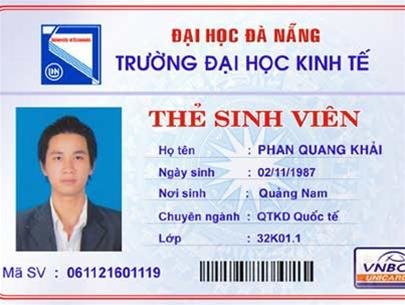 ĐẠI HỌC ĐÀ NẴNG
TRƯỜNG ĐẠI HỌC KINH TẾ
THẺ SINH VIÊN
Họ tên : PHAN QUANG KHẢI
Ngày sinh : 02/11/1987
Nơi sinh : Quảng Nam
Chuyên ngành : QTKD Quốc tế
Lớp : 32K01.1
Mã SV : 061121601119
VNBC
UNICARD